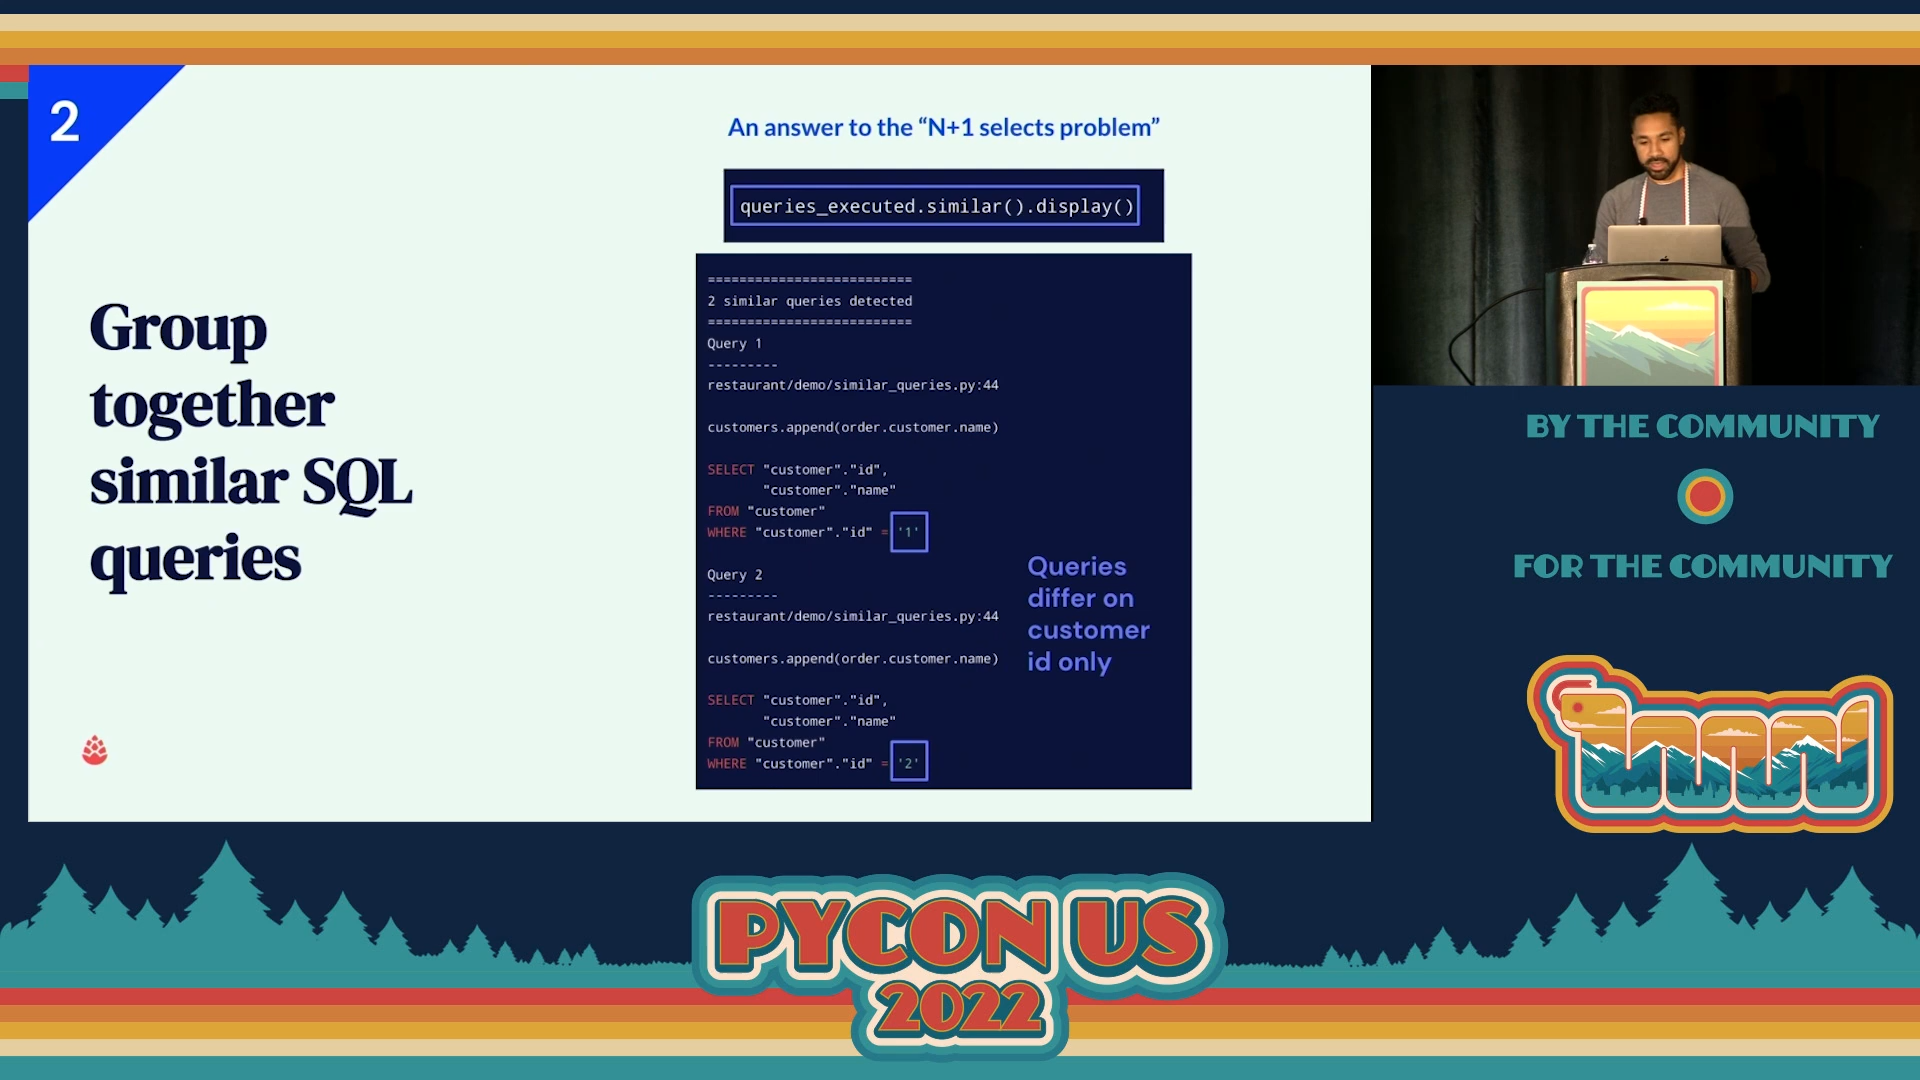 2
Group
together
similar SQL
queries
An answer to the “N+1 selects problem”
queries_executed.similar().display()
==========================
2 similar queries detected
==========================
Query 1
---------
restaurant/demo/similar_queries.py:44
customers.append(order.customer.name)
SELECT "customer"."id",
"customer"."name"
FROM "customer"
WHERE "customer"."id" = '1'
Query 2
---------
restaurant/demo/similar_queries.py:44
customers.append(order.customer.name)
SELECT "customer"."id",
"customer"."name"
FROM "customer"
WHERE "customer"."id" = '2'
Queries
differ on
customer
id only
BY THE COMMUNITY
FOR THE COMMUNITY
PYCON US
2022